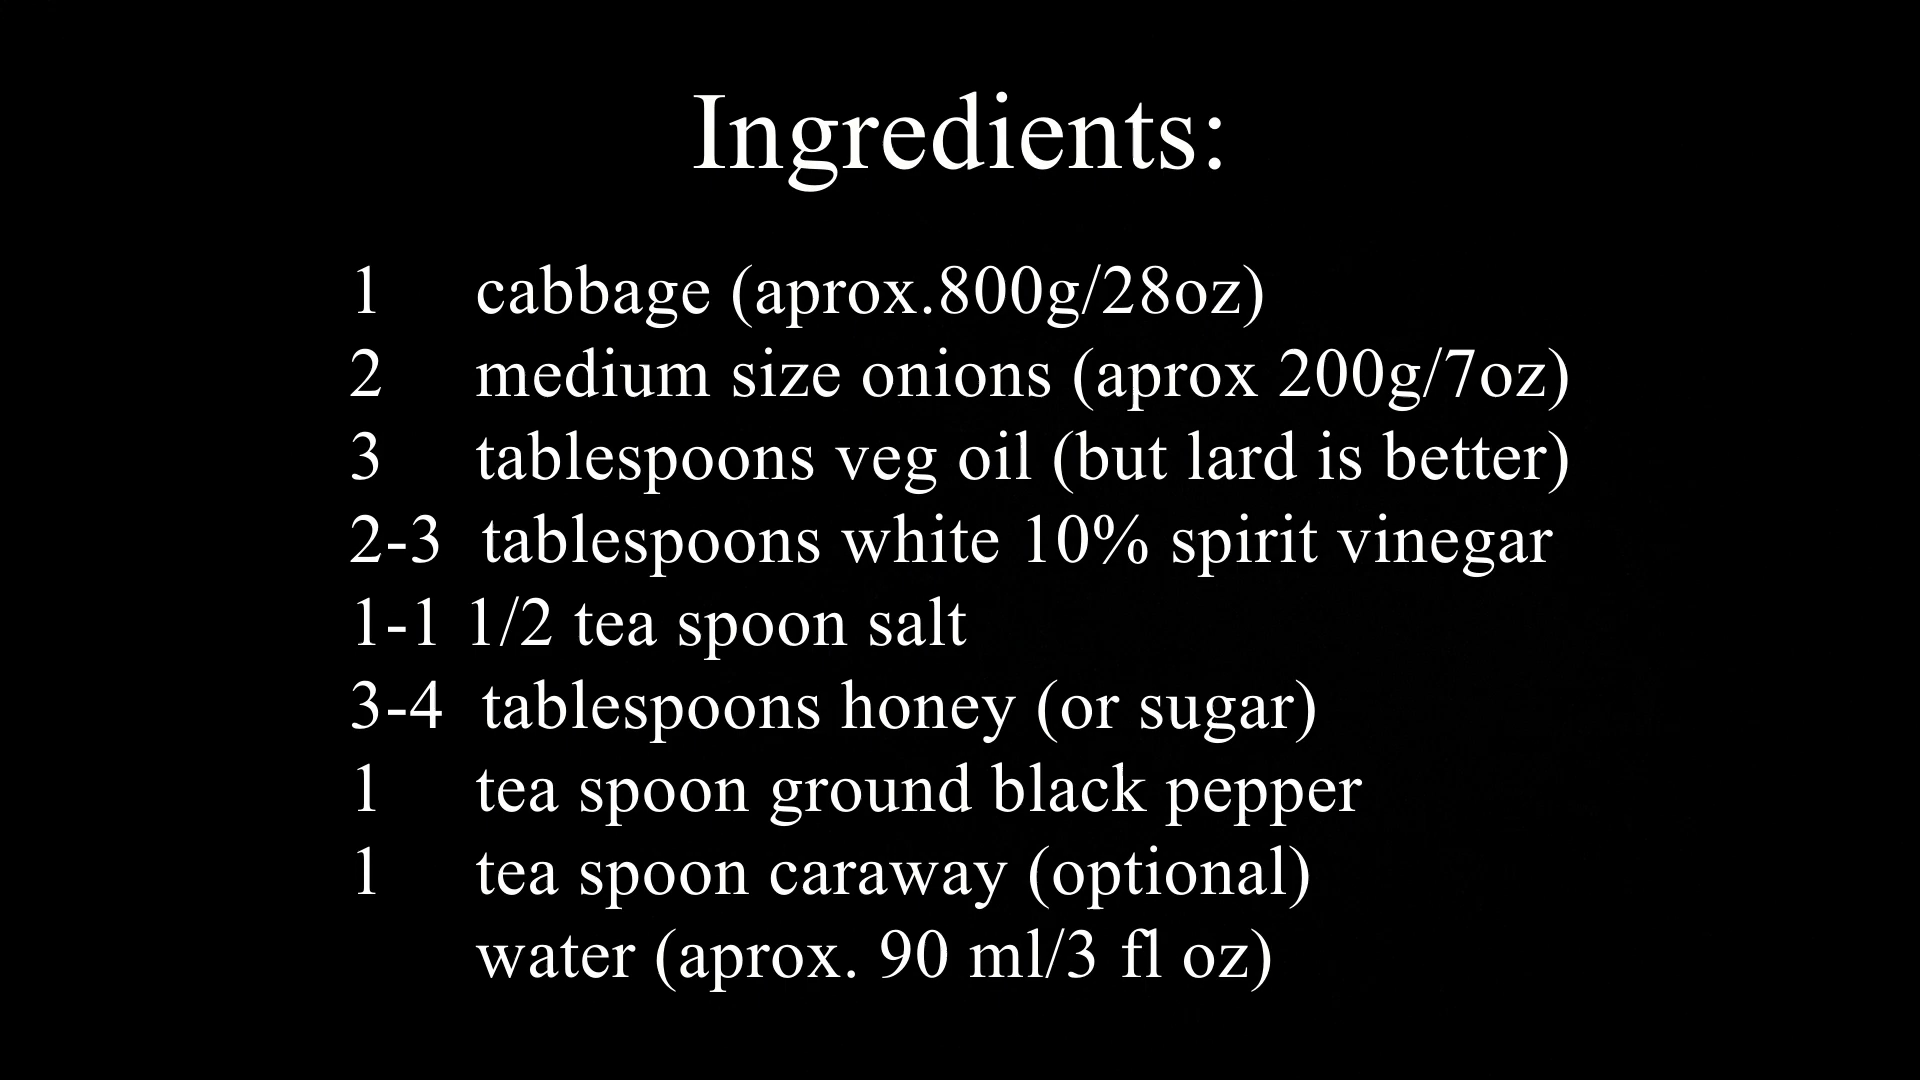 Ingredients:
1 cabbage (aprox.800g/28oz)
2 medium size onions (aprox 200g/7oz)
3 tablespoons veg oil (but lard is better)
2-3 tablespoons white 10% spirit vinegar
1-1 1/2 tea spoon salt
3-4 tablespoons honey (or sugar)
1 tea spoon ground black pepper
1 tea spoon caraway (optional)
water (aprox. 90 ml/3 fl oz)